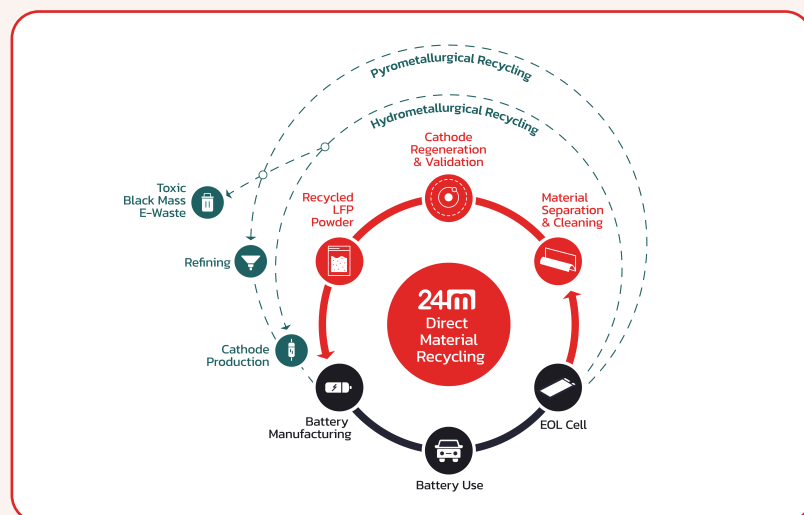 Pyrometallurgical Recycling
Hydrometallurgical Recycling
Cathode
Regeneration
& Validation
Toxic
Black Mass
E-Waste
Recycled
LFP
Powder
Material
Separation
& Cleaning
Refining
24m
Direct
Material
Recycling
Cathode
Production
Battery
Manufacturing
EOL Cell
Battery Use